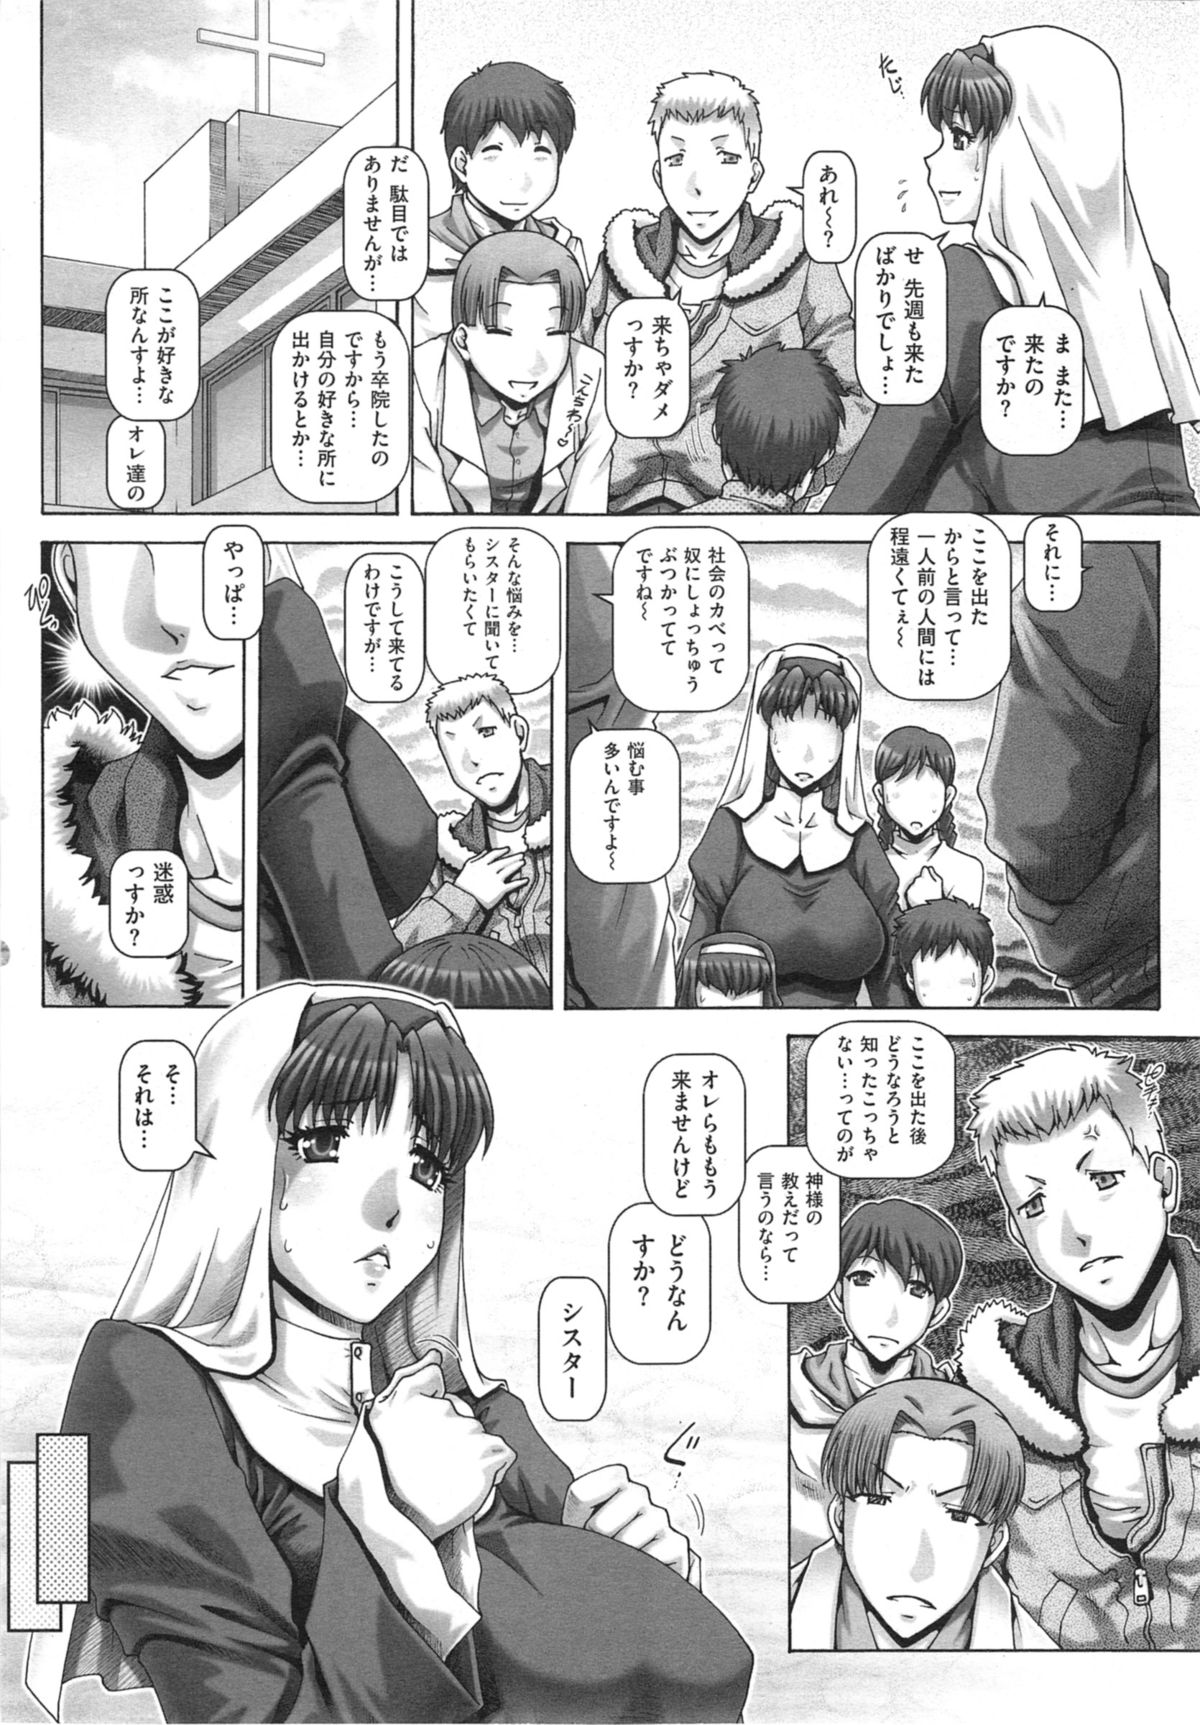 たじ…
ま また…
来たの
ですか？
せ 先週も来た
ばかりでしょ…
あれ～？
来ちゃダメ
っすか？
こえぅわ～♡
だ 駄目では
ありませんが…
もう卒院したの
ですから…
自分の好きな所に
出かけるとか…
ここが好きな
所なんすよ…
オレ達の
それに…
ここを出た
からと言って…
一人前の人間には
程遠くてぇ～
社会のカベって
奴にしょっちゅう
ぶつかってて
ですね～
悩む事
多いんですよ～
そんな悩みを…
シスターに聞いて
もらいたくて
こうして来てる
わけですが…
やっぱ…
迷惑
っすか？
ここを出た後
どうなろうと
知ったこっちゃ
ない…ってのが
神様の
教えだって
言うのなら…
オレらももう
来ませんけど
どうなん
すか？
シスター
そ…
それは…